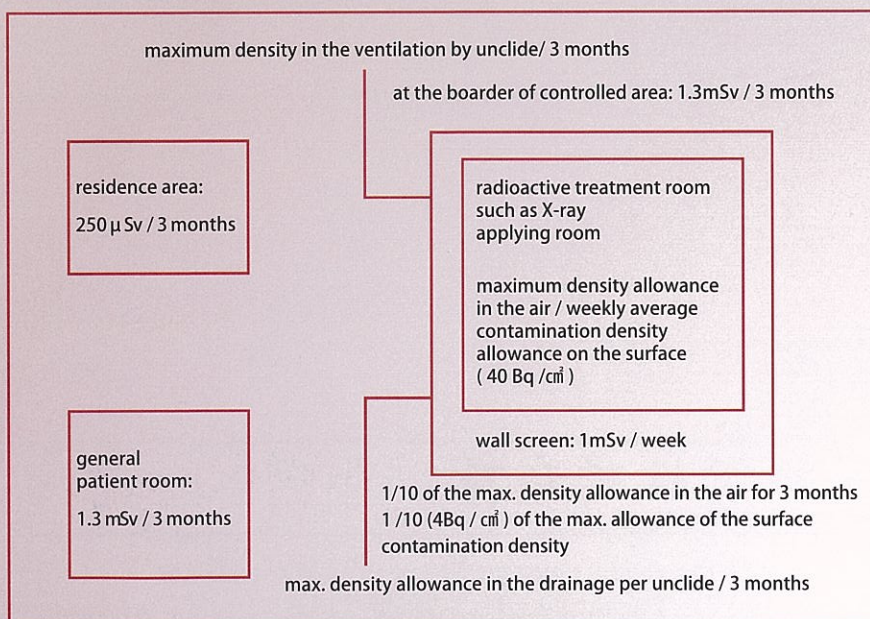 maximum density in the ventilation by unclide/ 3 months
at the boarder of controlled area: 1.3mSv / 3 months
residence area:
250 μ Sv / 3 months
radioactive treatment room
such as X-ray
applying room
maximum density allowance
in the air / weekly average
contamination density
allowance on the surface
( 40 Bq /㎠ )
wall screen: 1mSv / week
general
patient room:
1.3 mSv / 3 months
1/10 of the max. density allowance in the air for 3 months
1 /10 (4Bq / ㎠ ) of the max. allowance of the surface
contamination density
max. density allowance in the drainage per unclide / 3 months